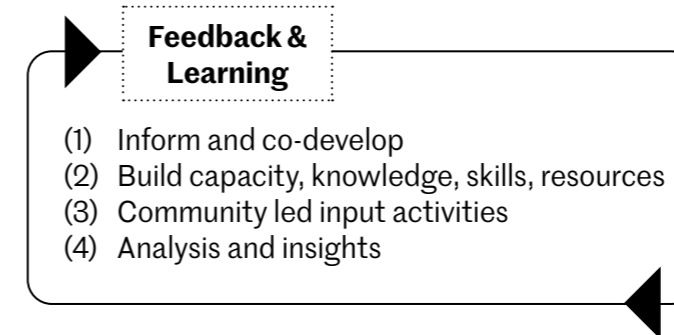 Feedback &
Learning
(1) Inform and co-develop
(2) Build capacity, knowledge, skills, resources
(3) Community led input activities
(4) Analysis and insights